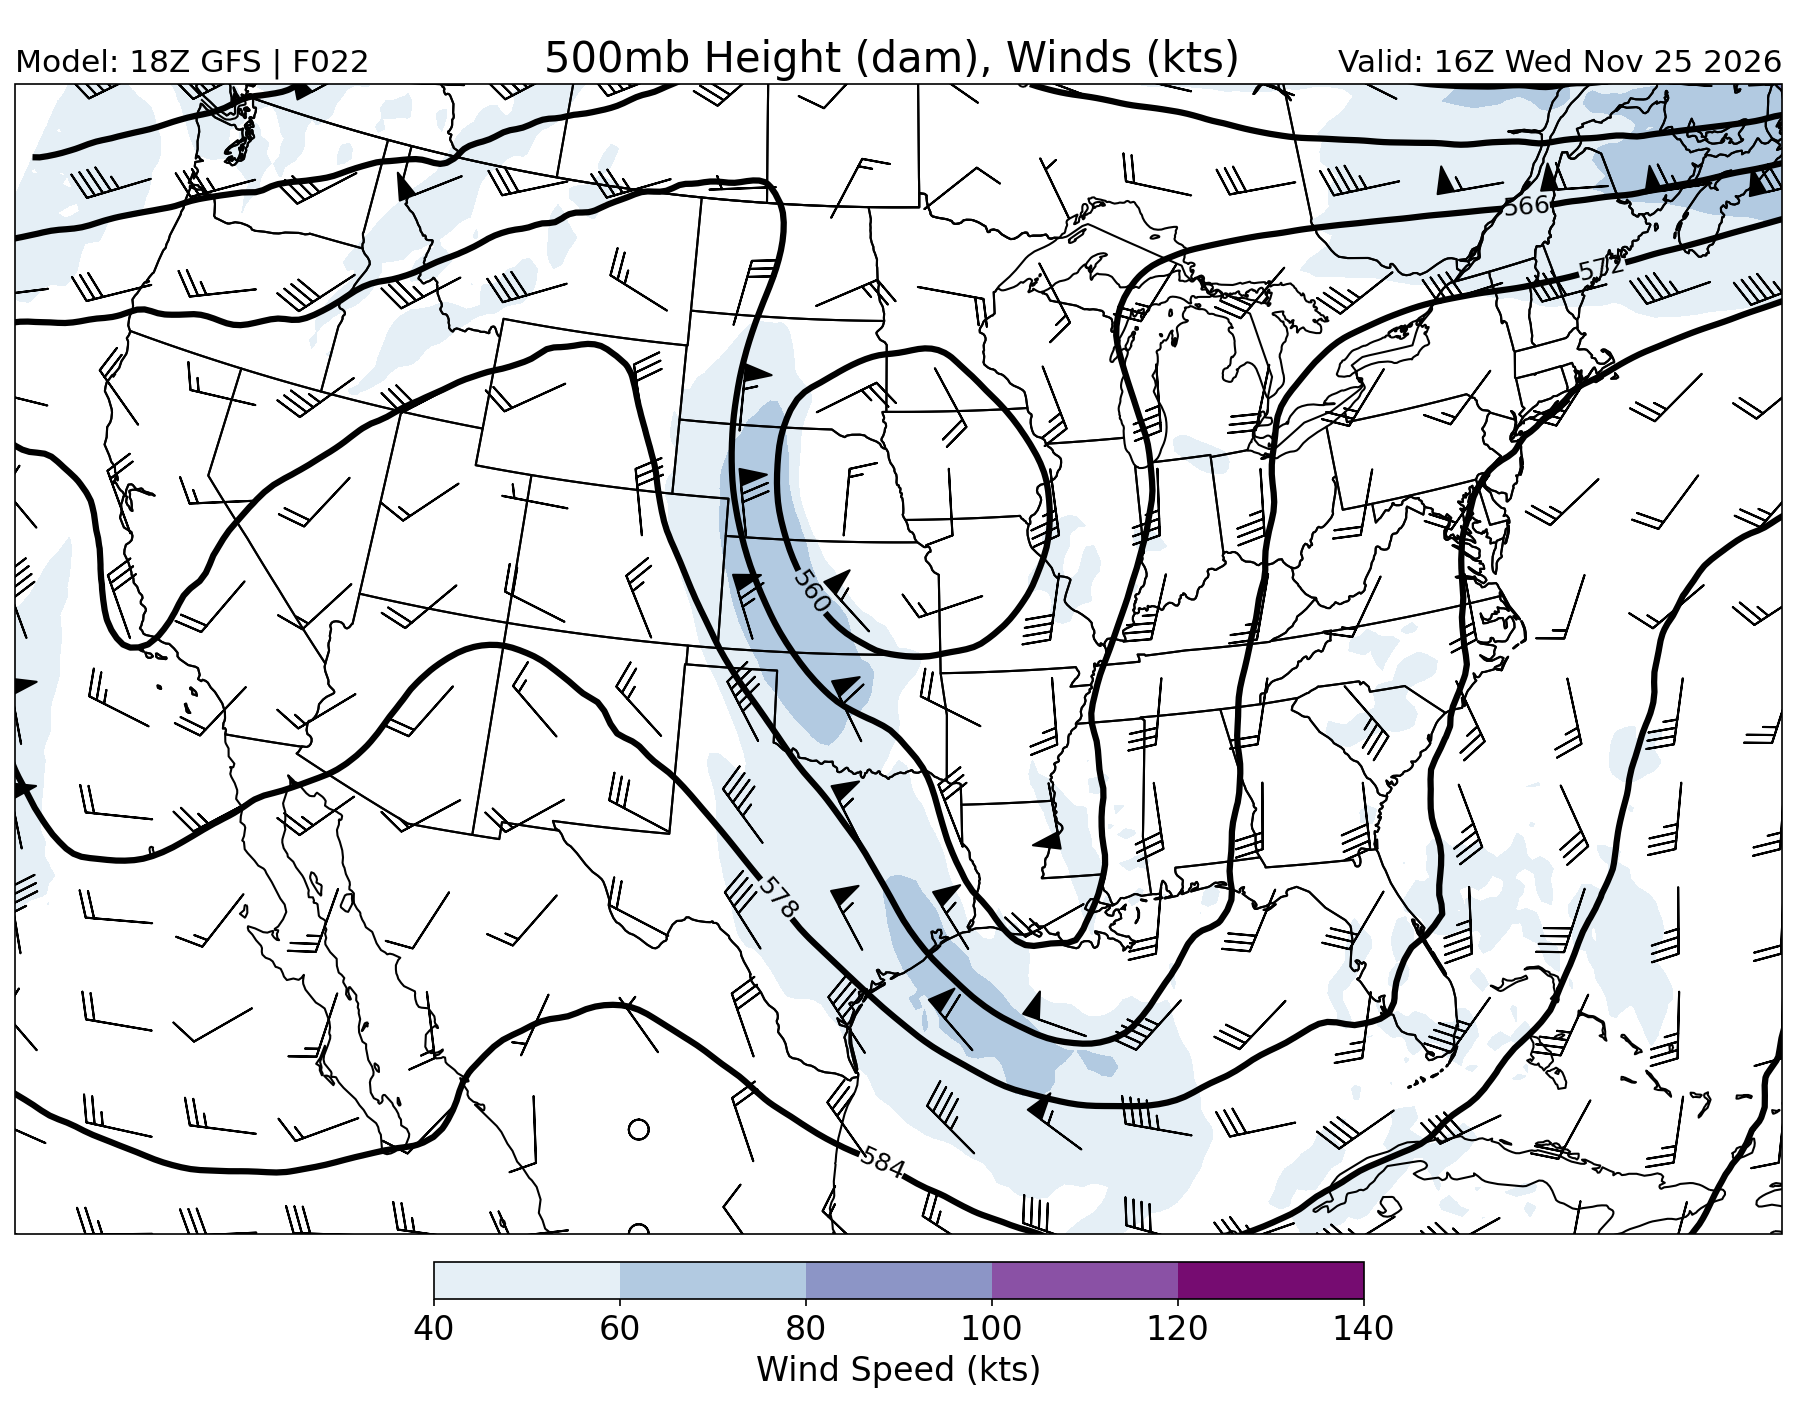 Model: 18Z GFS | F022
500mb Height (dam), Winds (kts)
Valid: 16Z Wed Nov 25 2026
566
572
560
578
584
40 60 80 100 120 140
Wind Speed (kts)